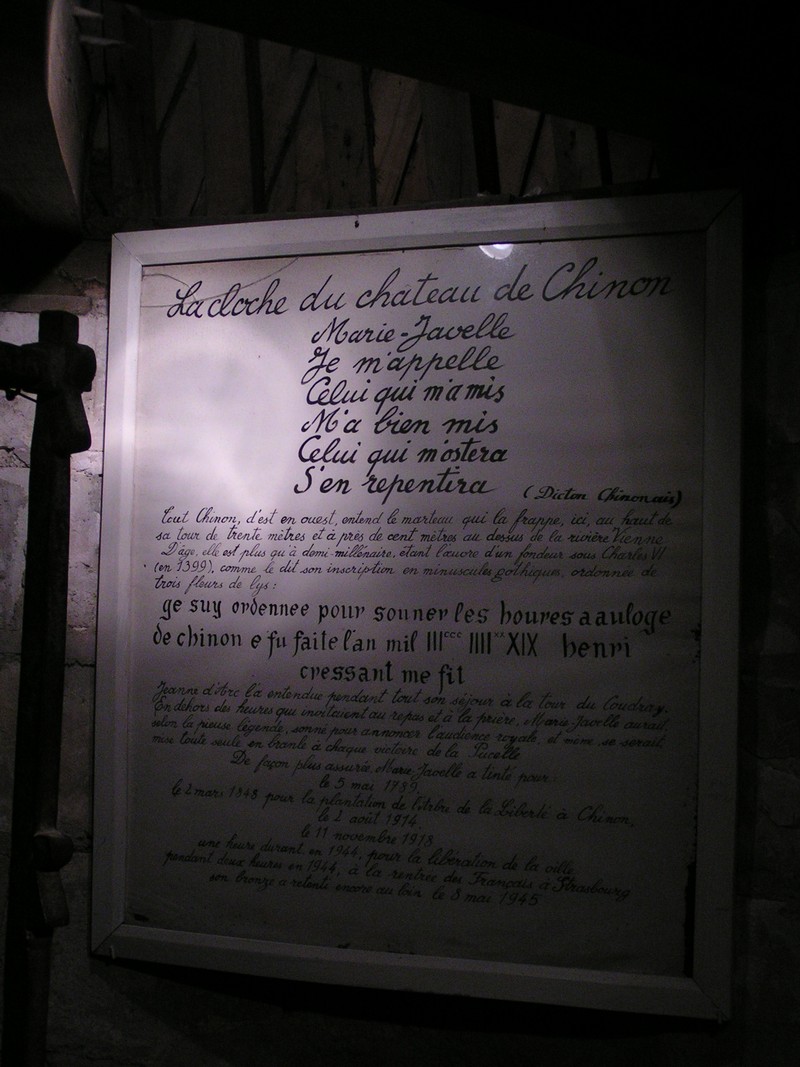 La cloche du chateau de Chinon
Marie-Javelle
Je m'appelle
Celui qui m'a mis
M'a bien mis
Celui qui m'ostera
S'en repentira (Dicton Chinonais)
Tout Chinon, d'est en ouest, entend le marteau qui la frappe, ici, au haut de
sa tour de trente mètres et à près de cent mètres au dessus de la rivière Vienne
D'âge, elle est plus qu'à demi-millénaire, étant l'œuvre d'un fondeur sous Charles VI
(en 1399), comme le dit son inscription en minuscules gothiques, ordonnée de
trois fleurs de lys :
ge suy ordennee pour sonner les houres a auloge
de chinon e fu faite l'an mil IIIccc IIIIxx XIX henri
cressant me fit
Jeanne d'Arc l'a entendue pendant tout son séjour à la tour du Coudray.
En dehors des heures qui invitaient au repas et à la prière, Marie Javelle aurait,
selon la pieuse légende, sonné pour annoncer l'audience royale, et même, se serait,
mise toute seule en branle à chaque victoire de la Pucelle
De façon plus assurée, Marie-Javelle a tinté pour :
le 5 mai 1789,
le 2 mars 1848 pour la plantation de l'Arbre de la Liberté à Chinon,
le 2 août 1914,
le 11 novembre 1918
une heure durant en 1944, pour la libération de la ville
pendant deux heures en 1944, à la rentrée des Français à Strasbourg
son bronze a retenti encore au loin le 8 mai 1945